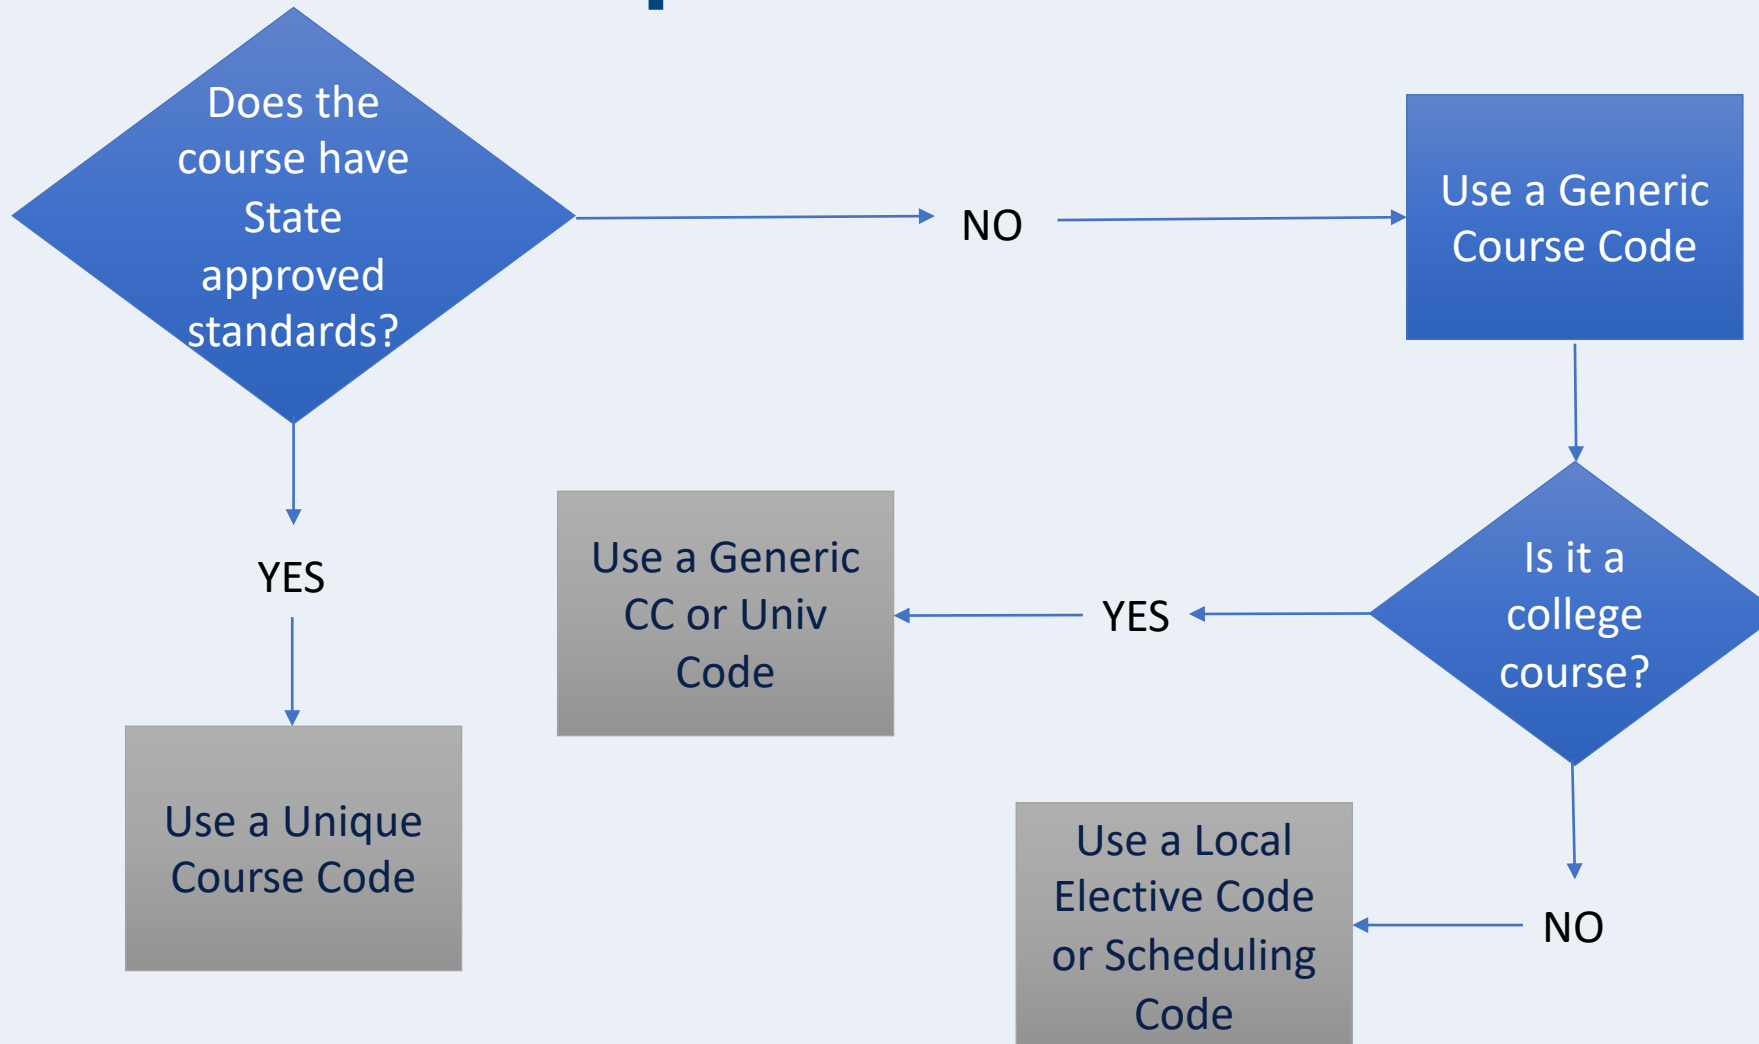 Does the
course have
State
approved
standards?
NO
Use a Generic
Course Code
YES
Use a Unique
Course Code
Is it a
college
course?
YES
Use a Generic
CC or Univ
Code
NO
Use a Local
Elective Code
or Scheduling
Code